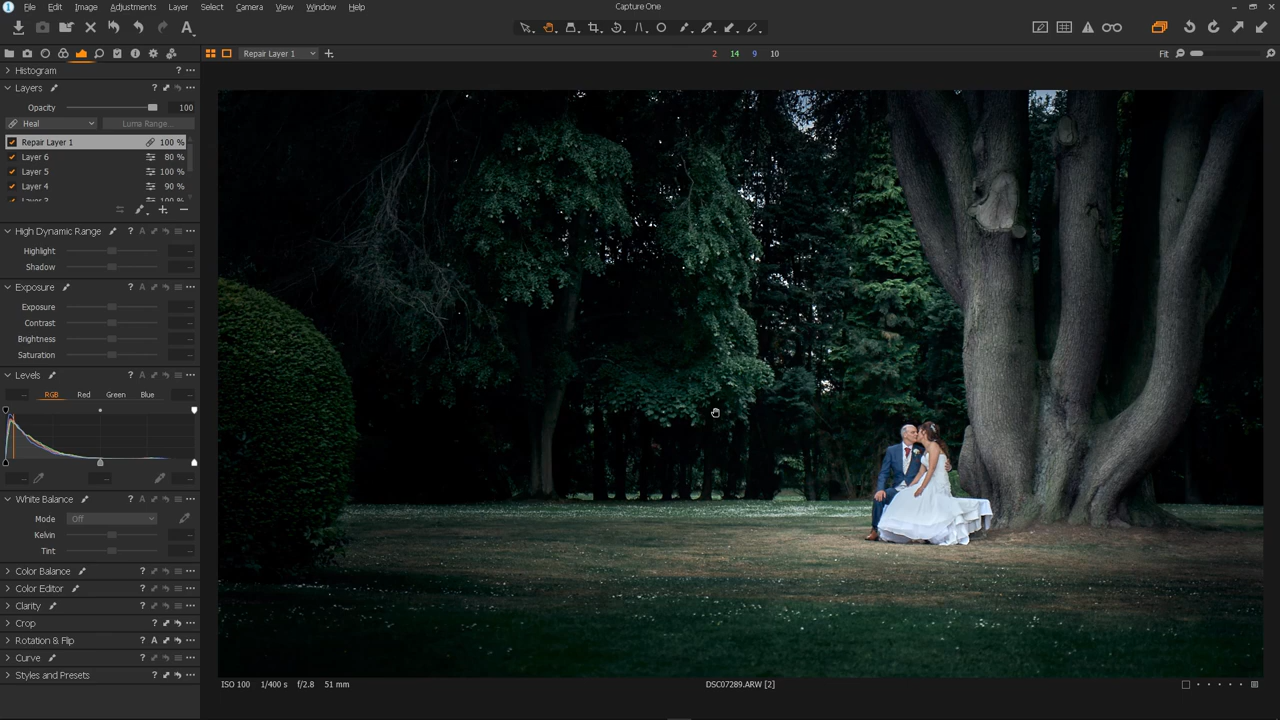 Capture One
File Edit Image Adjustments Layer Select Camera View Window Help
Repair Layer 1
2 14 9 10
Fit
Histogram
Layers
Opacity 100
Heal Luma Range...
Repair Layer 1 100 %
Layer 6 80 %
Layer 5 100 %
Layer 4 90 %
High Dynamic Range
Highlight
Shadow
Exposure
Exposure
Contrast
Brightness
Saturation
Levels
RGB Red Green Blue
White Balance
Mode Off
Kelvin
Tint
Color Balance
Color Editor
Clarity
Crop
Rotation & Flip
Curve
Styles and Presets
ISO 100 1/400 s f/2.8 51 mm
DSC07289.ARW [2]